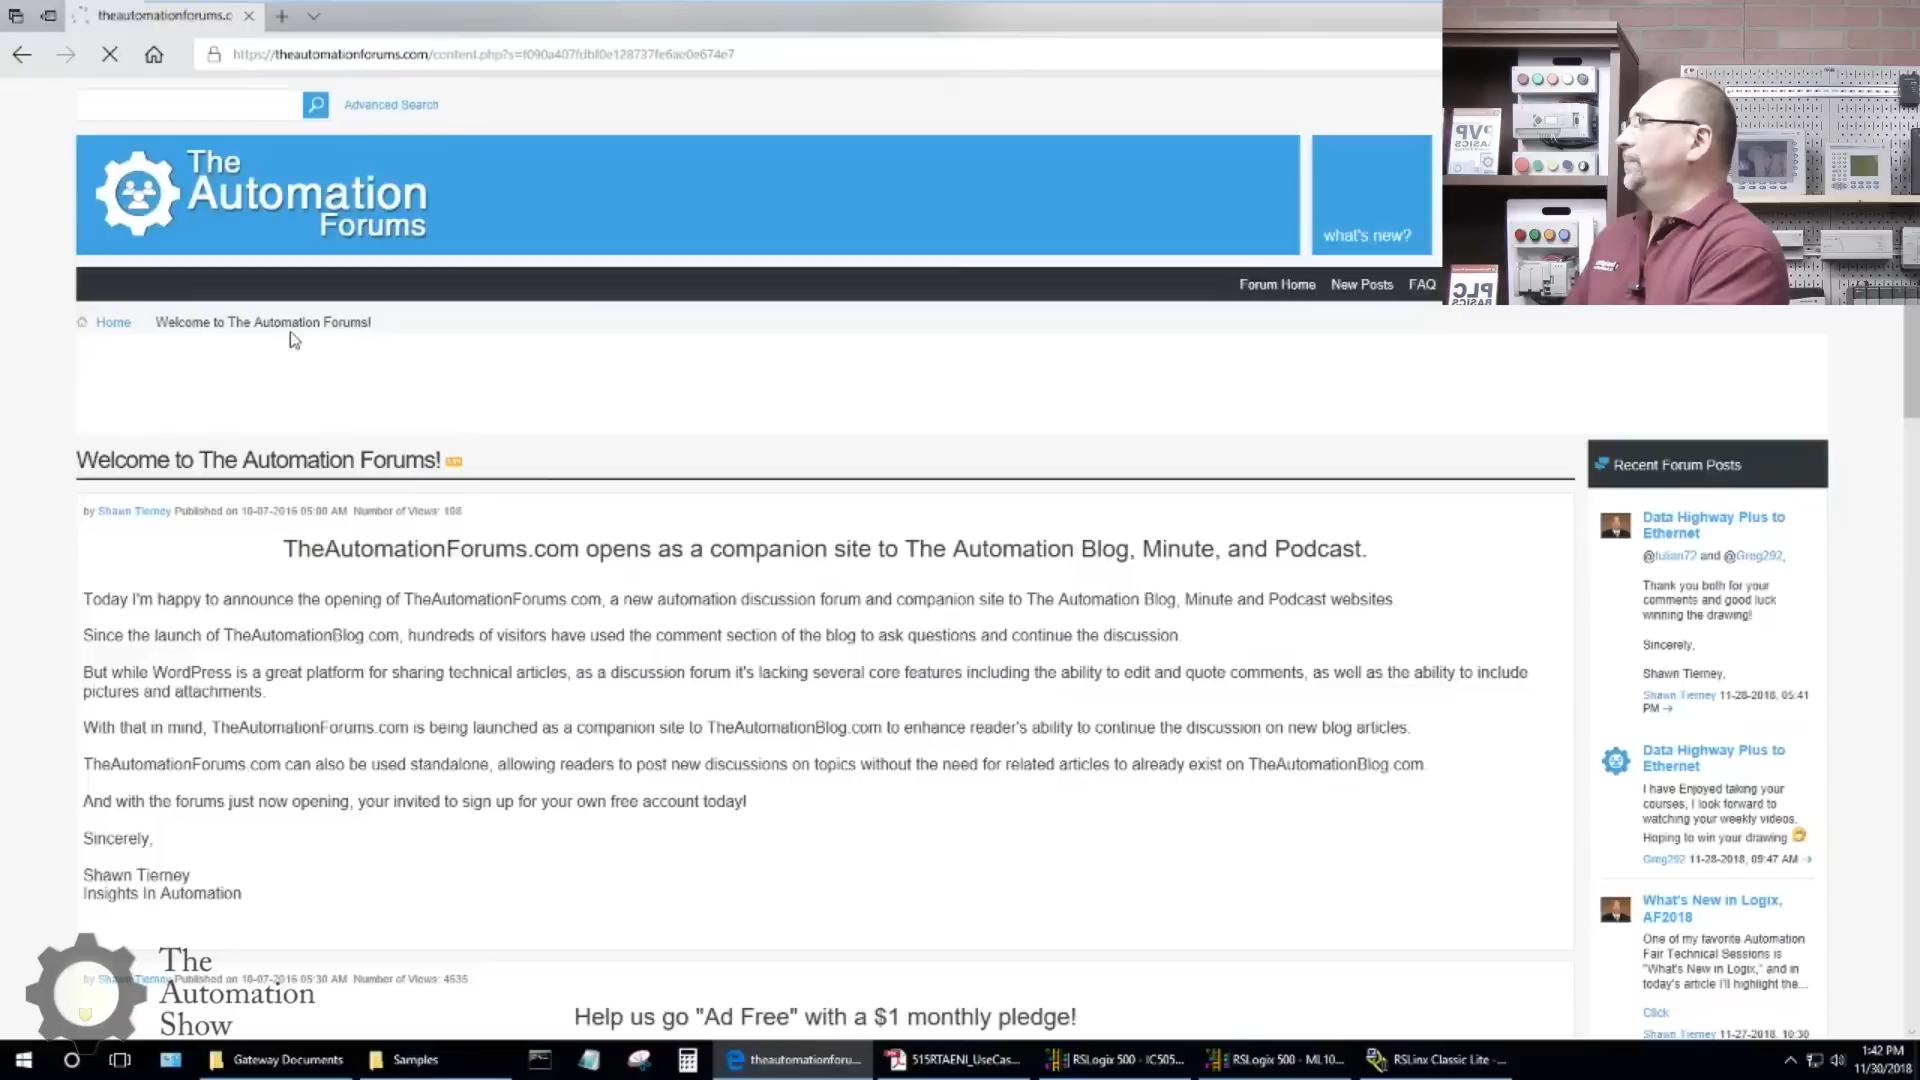 theautomationforums.c
https://theautomationforums.com/content.php?s=f090a407fdbf0e128737fe6ae0e674e7
Advanced Search
The
Automation
Forums
what's new?
Forum Home New Posts FAQ
Home Welcome to The Automation Forums!
PVP
BASICS
PLC
BASICS
Welcome to The Automation Forums!
by Shawn Tierney Published on 10-07-2016 05:00 AM Number of Views: 108
TheAutomationForums.com opens as a companion site to The Automation Blog, Minute, and Podcast.
Today I'm happy to announce the opening of TheAutomationForums.com, a new automation discussion forum and companion site to The Automation Blog, Minute and Podcast websites.
Since the launch of TheAutomationBlog.com, hundreds of visitors have used the comment section of the blog to ask questions and continue the discussion.
But while WordPress is a great platform for sharing technical articles, as a discussion forum it's lacking several core features including the ability to edit and quote comments, as well as the ability to include
pictures and attachments.
With that in mind, TheAutomationForums.com is being launched as a companion site to TheAutomationBlog.com to enhance reader's ability to continue the discussion on new blog articles.
TheAutomationForums.com can also be used standalone, allowing readers to post new discussions on topics without the need for related articles to already exist on TheAutomationBlog.com.
And with the forums just now opening, your invited to sign up for your own free account today!
Sincerely,
Shawn Tierney
Insights In Automation
by Shawn Tierney Published on 10-07-2016 05:30 AM Number of Views: 4535
Help us go "Ad Free" with a $1 monthly pledge!
The
Automation
Show
Recent Forum Posts
Data Highway Plus to
Ethernet
@Iulian72 and @Greg292,
Thank you both for your
comments and good luck
winning the drawing!
Sincerely,
Shawn Tierney,
Shawn Tierney 11-28-2018, 05:41
PM
Data Highway Plus to
Ethernet
I have Enjoyed taking your
courses, I look forward to
watching your weekly videos.
Hoping to win your drawing
Greg292 11-28-2018, 09:47 AM
What's New in Logix,
AF2018
One of my favorite Automation
Fair Technical Sessions is
"What's New in Logix," and in
today's article I'll highlight the...
Click
Shawn Tierney 11-27-2018, 10:30
Gateway Documents
Samples
theautomationforu...
515RTAENI_UseCas...
RSLogix 500 - IC505...
RSLogix 500 - ML10...
RSLinx Classic Lite -...
1:42 PM
11/30/2018